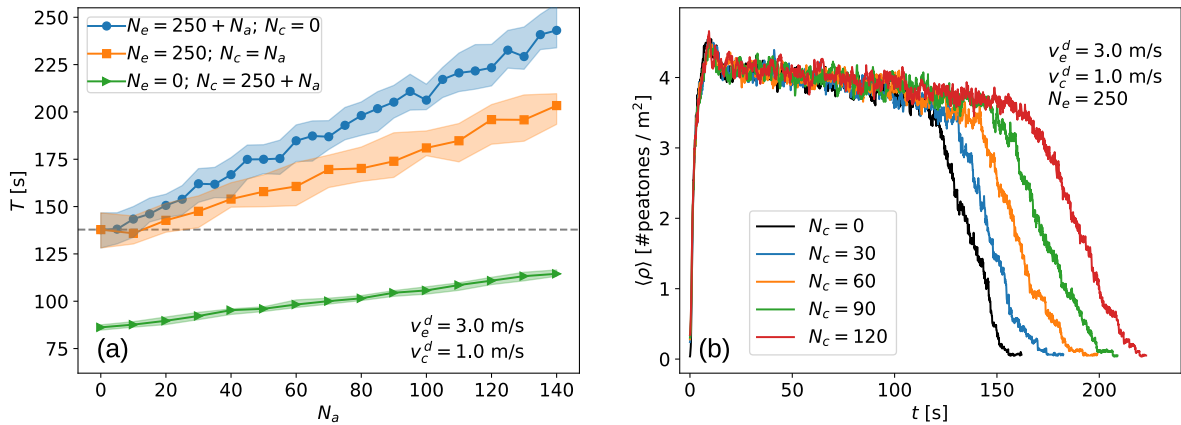 N_e = 250 + N_a; N_c = 0
N_e = 250; N_c = N_a
N_e = 0; N_c = 250 + N_a
250
225
200
175
150
125
100
75
T [s]
(a)
v_e^d = 3.0 m/s
v_c^d = 1.0 m/s
0 20 40 60 80 100 120 140
N_a
v_e^d = 3.0 m/s
v_c^d = 1.0 m/s
N_e = 250
4
3
2
1
0
⟨ρ⟩ [#peatones / m²]
N_c = 0
N_c = 30
N_c = 60
N_c = 90
N_c = 120
(b)
0 50 100 150 200
t [s]